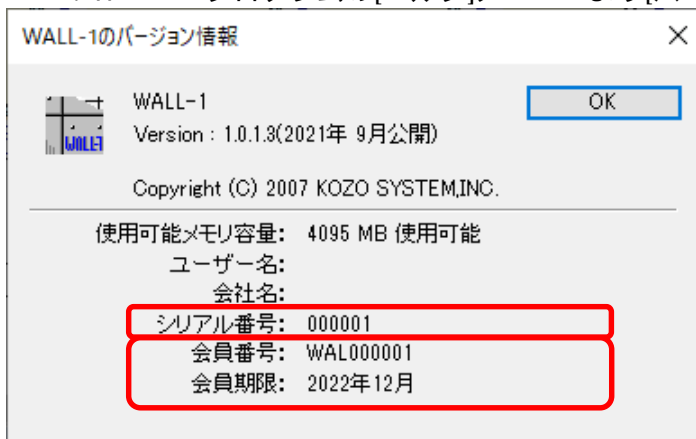 WALL-1のバージョン情報
WALL-1
OK
Version : 1.0.1.3(2021年 9月公開)
Copyright (C) 2007 KOZO SYSTEM,INC.
使用可能メモリ容量: 4095 MB 使用可能
ユーザー名:
会社名:
シリアル番号: 000001
会員番号: WAL000001
会員期限: 2022年12月